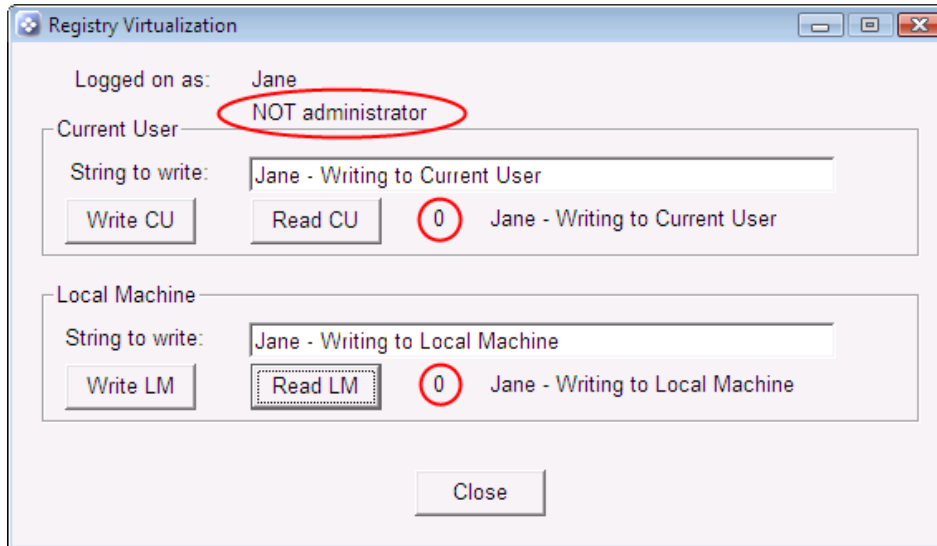 Registry Virtualization
Logged on as: Jane
NOT administrator
Current User
String to write: Jane - Writing to Current User
Write CU Read CU 0 Jane - Writing to Current User
Local Machine
String to write: Jane - Writing to Local Machine
Write LM Read LM 0 Jane - Writing to Local Machine
Close